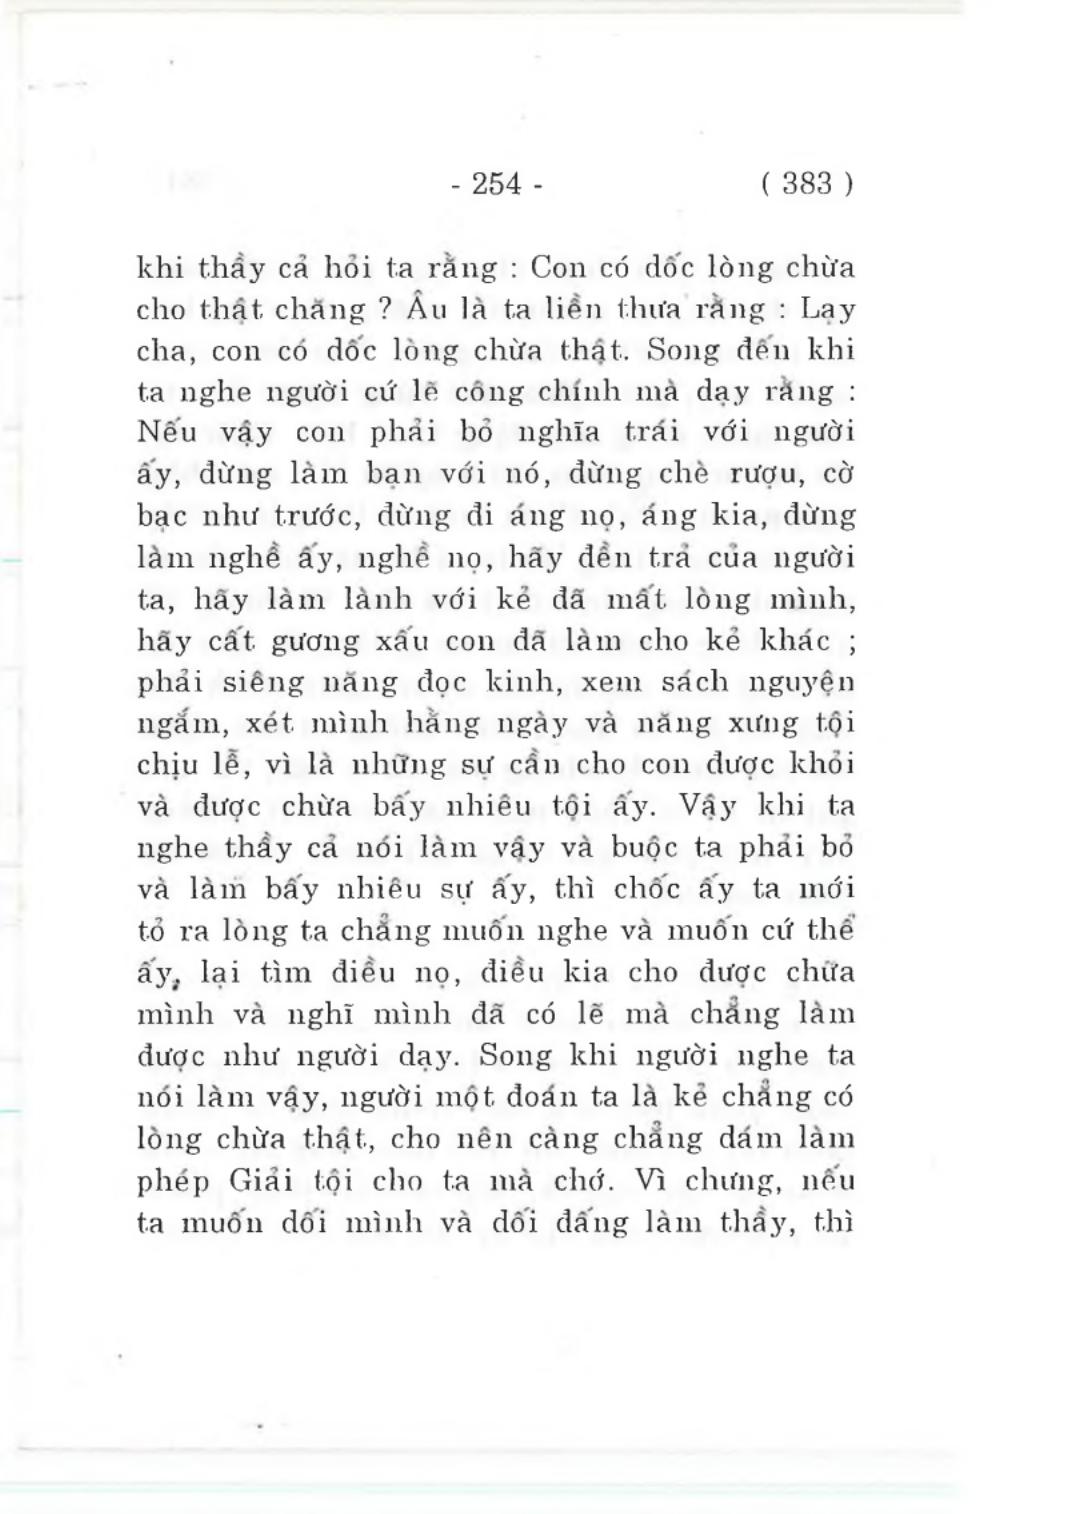 - 254 - ( 383 )
khi thầy cả hỏi ta rằng : Con có dốc lòng chừa
cho thật chăng ? Âu là ta liền thưa rằng : Lạy
cha, con có dốc lòng chừa thật. Song đến khi
ta nghe người cứ lẽ công chính mà dạy rằng :
Nếu vậy con phải bỏ nghĩa trái với người
ấy, đừng làm bạn với nó, đừng chè rượu, cờ
bạc như trước, đừng đi áng nọ, áng kia, đừng
làm nghề ấy, nghề nọ, hãy đền trả của người
ta, hãy làm lành với kẻ đã mất lòng mình,
hãy cất gương xấu con đã làm cho kẻ khác ;
phải siêng năng đọc kinh, xem sách nguyện
ngắm, xét mình hằng ngày và năng xưng tội
chịu lễ, vì là những sự cần cho con được khỏi
và được chừa bấy nhiêu tội ấy. Vậy khi ta
nghe thầy cả nói làm vậy và buộc ta phải bỏ
và làm bấy nhiêu sự ấy, thì chốc ấy ta mới
tỏ ra lòng ta chẳng muốn nghe và muốn cứ thể
ấy, lại tìm điều nọ, điều kia cho được chữa
mình và nghĩ mình đã có lẽ mà chẳng làm
được như người dạy. Song khi người nghe ta
nói làm vậy, người một đoán ta là kẻ chẳng có
lòng chừa thật, cho nên càng chẳng dám làm
phép Giải tội cho ta mà chớ. Vì chưng, nếu
ta muốn dối mình và dối đấng làm thầy, thì